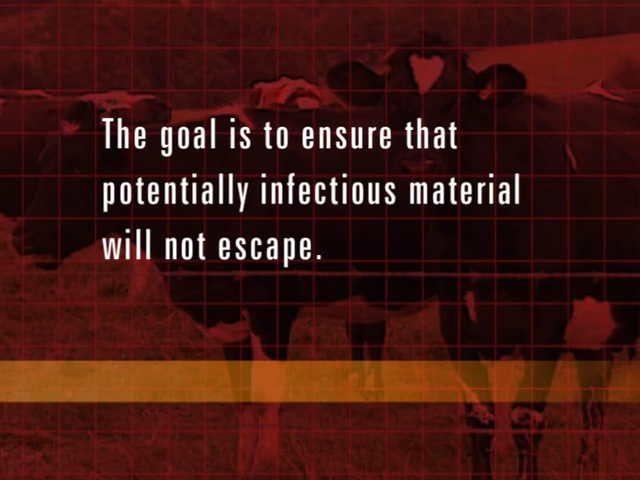 The goal is to ensure that
potentially infectious material
will not escape.